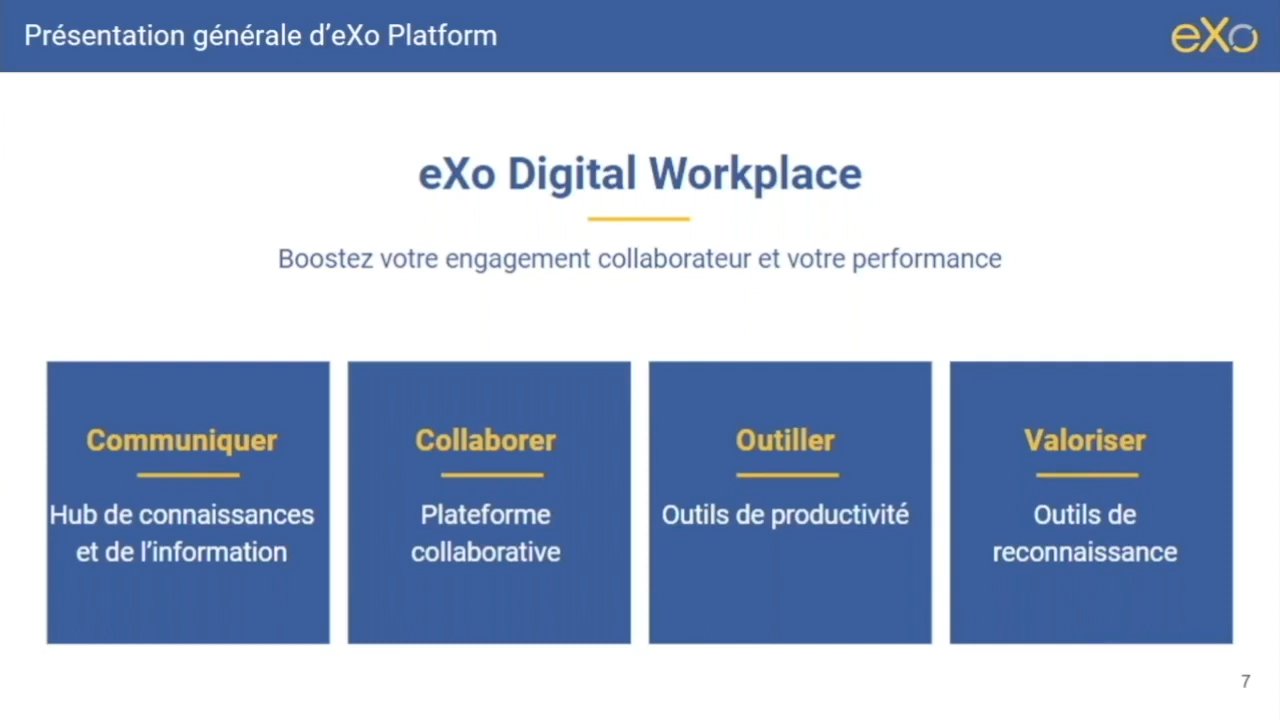 Présentation générale d’eXo Platform
eXo
eXo Digital Workplace
Boostez votre engagement collaborateur et votre performance
Communiquer
Hub de connaissances
et de l’information
Collaborer
Plateforme
collaborative
Outiller
Outils de productivité
Valoriser
Outils de
reconnaissance
7